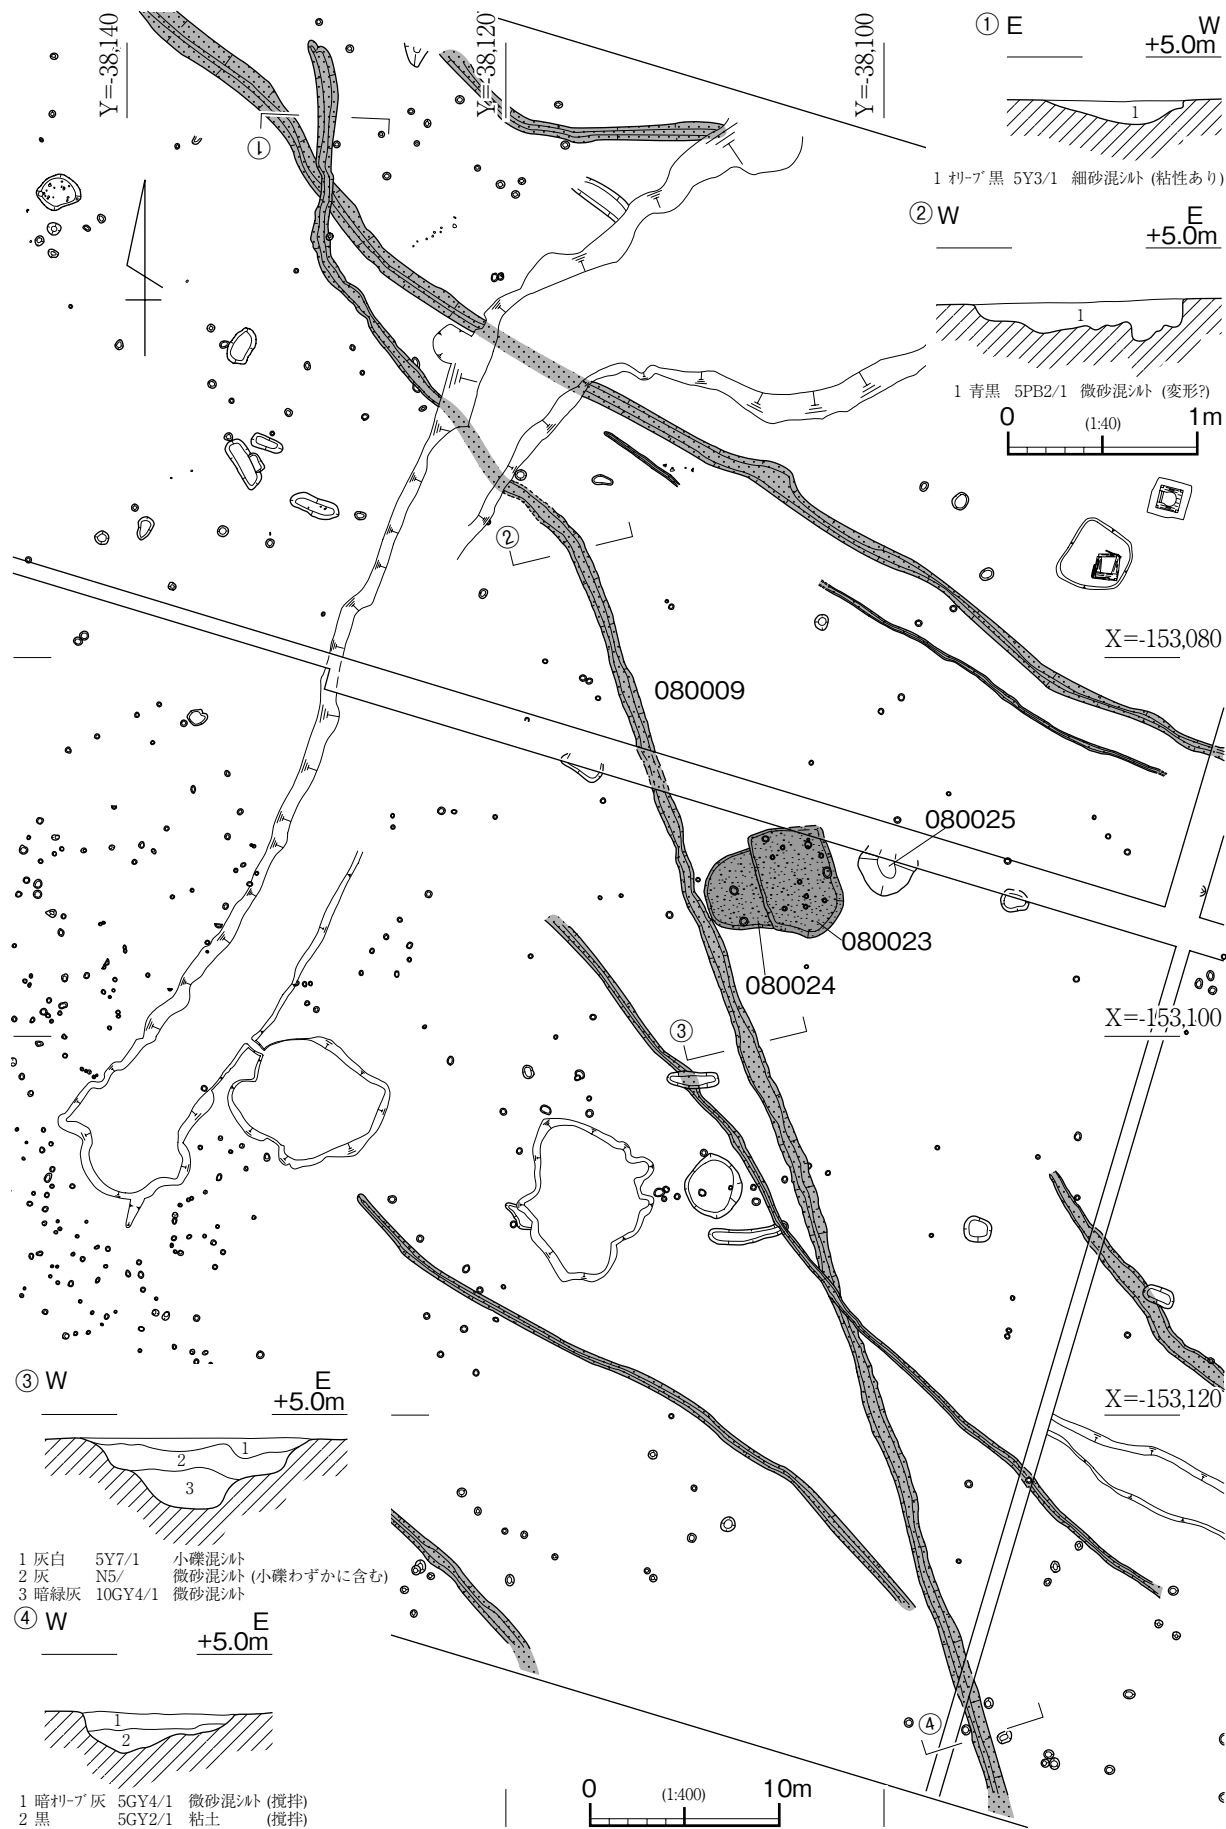 Y=-38,140
Y=-38,120
Y=-38,100
① E W
+5.0m
1
1 オリーブ黒 5Y3/1 細砂混シルト (粘性あり)
② W E
+5.0m
1
1 青黒 5PB2/1 微砂混シルト (変形?)
0 (1:40) 1m
①
②
X=-153,080
080009
080025
080023
080024
X=-153,100
③
X=-153,120
③ W E
+5.0m
1
2
3
1 灰白 5Y7/1 小礫混シルト
2 灰 N5/ 微砂混シルト (小礫わずかに含む)
3 暗緑灰 10GY4/1 微砂混シルト
④ W E
+5.0m
1
2
④
1 暗オリーブ灰 5GY4/1 微砂混シルト (撹拌)
2 黒 5GY2/1 粘土 (撹拌)
0 (1:400) 10m